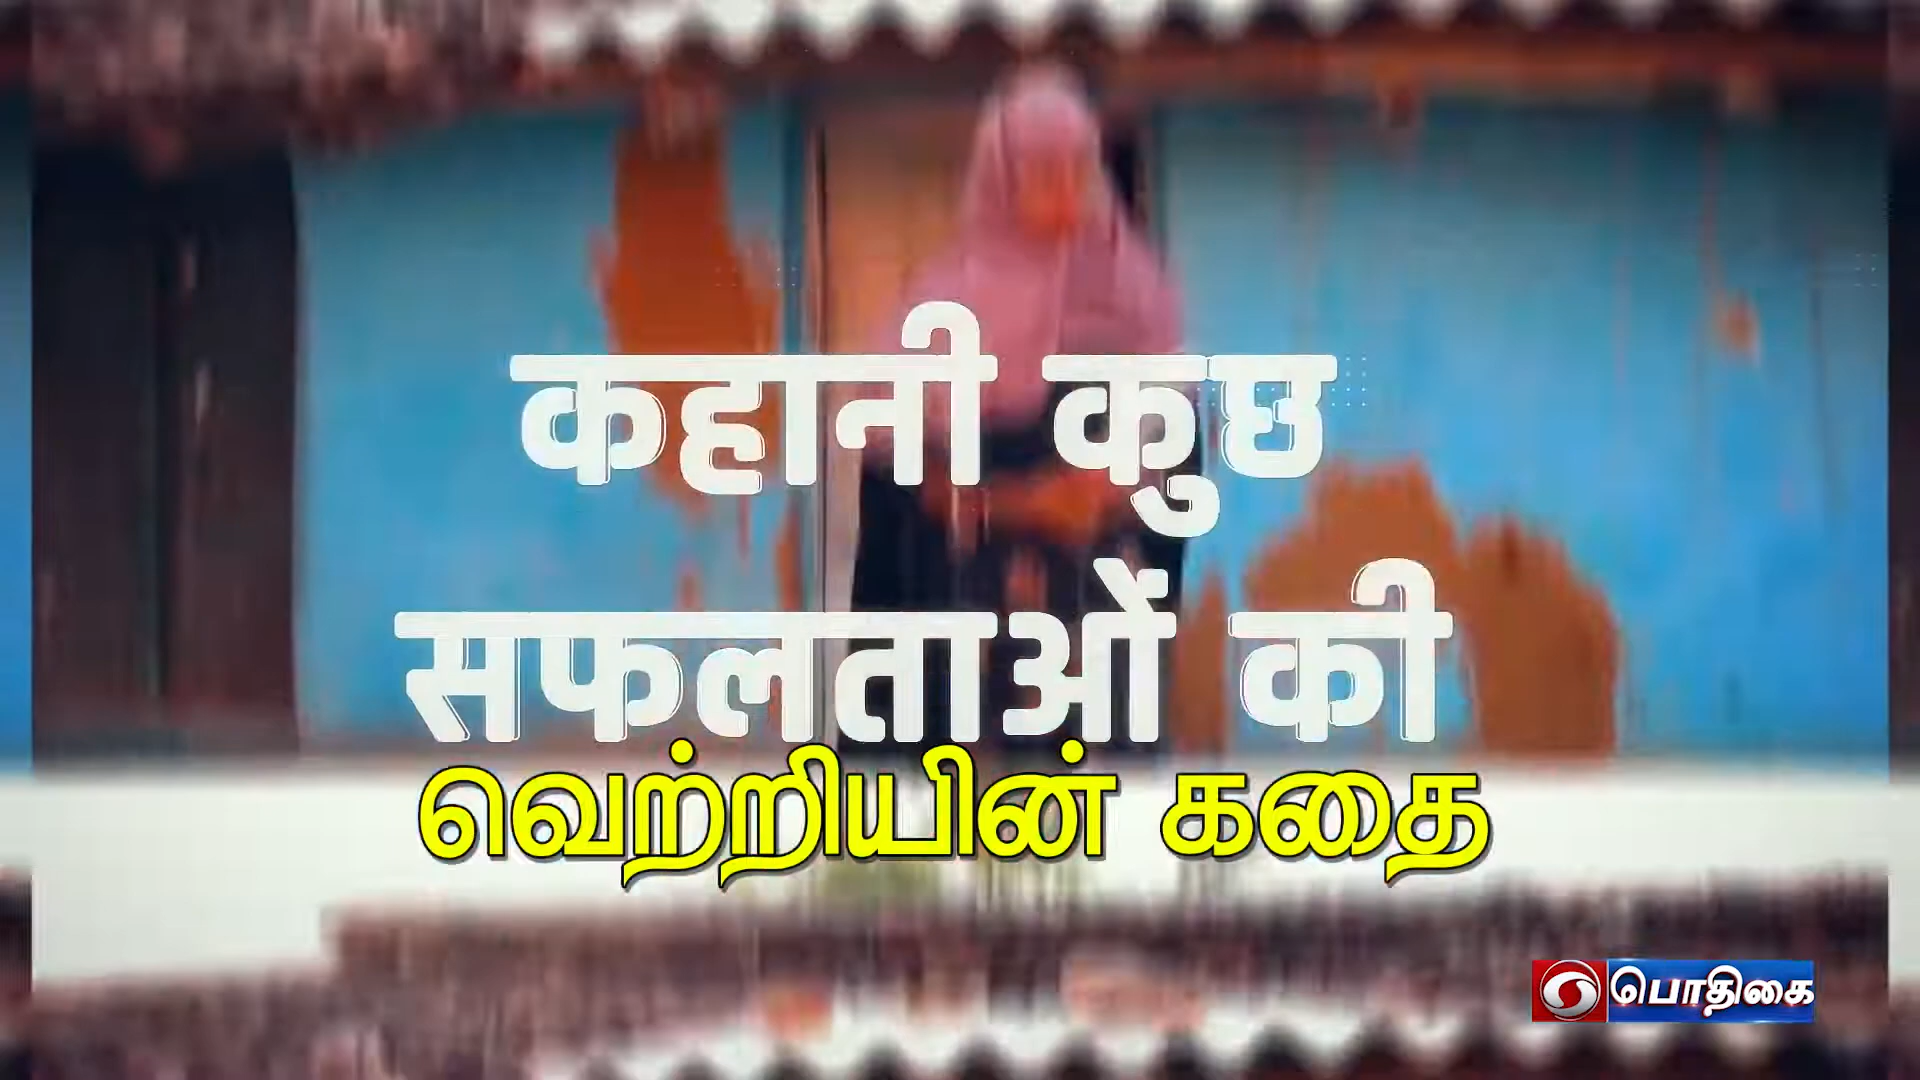 कहानी कुछ
सफलताओं की
வெற்றியின் கதை
பொதிகை